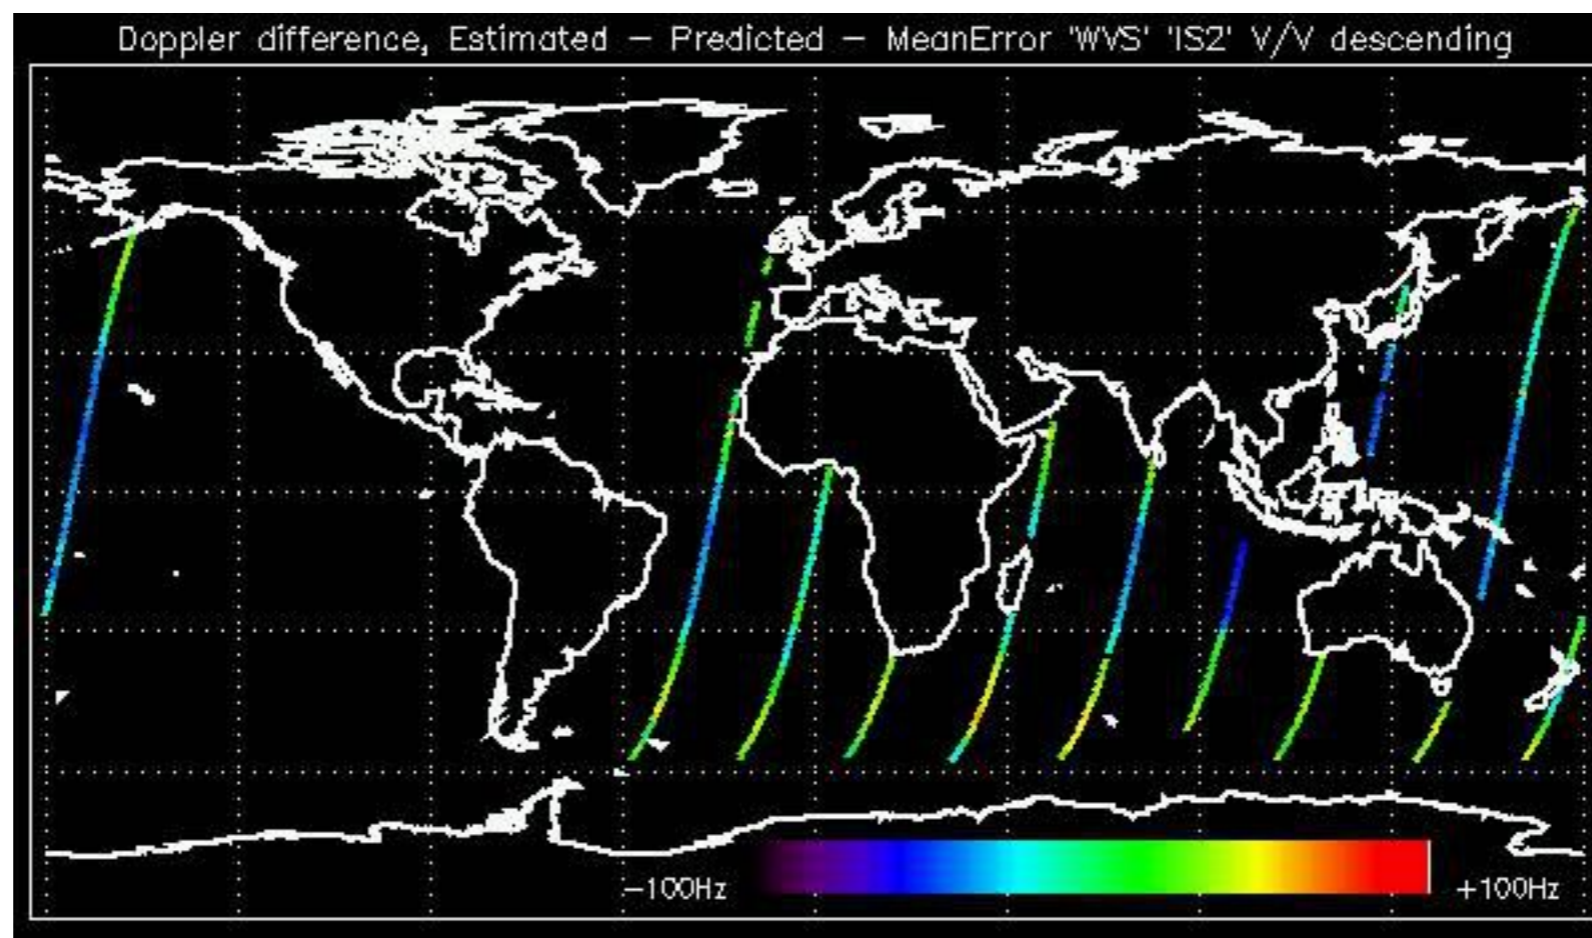 Doppler difference, Estimated – Predicted – MeanError 'WVS' 'IS2' V/V descending
–100Hz
+100Hz